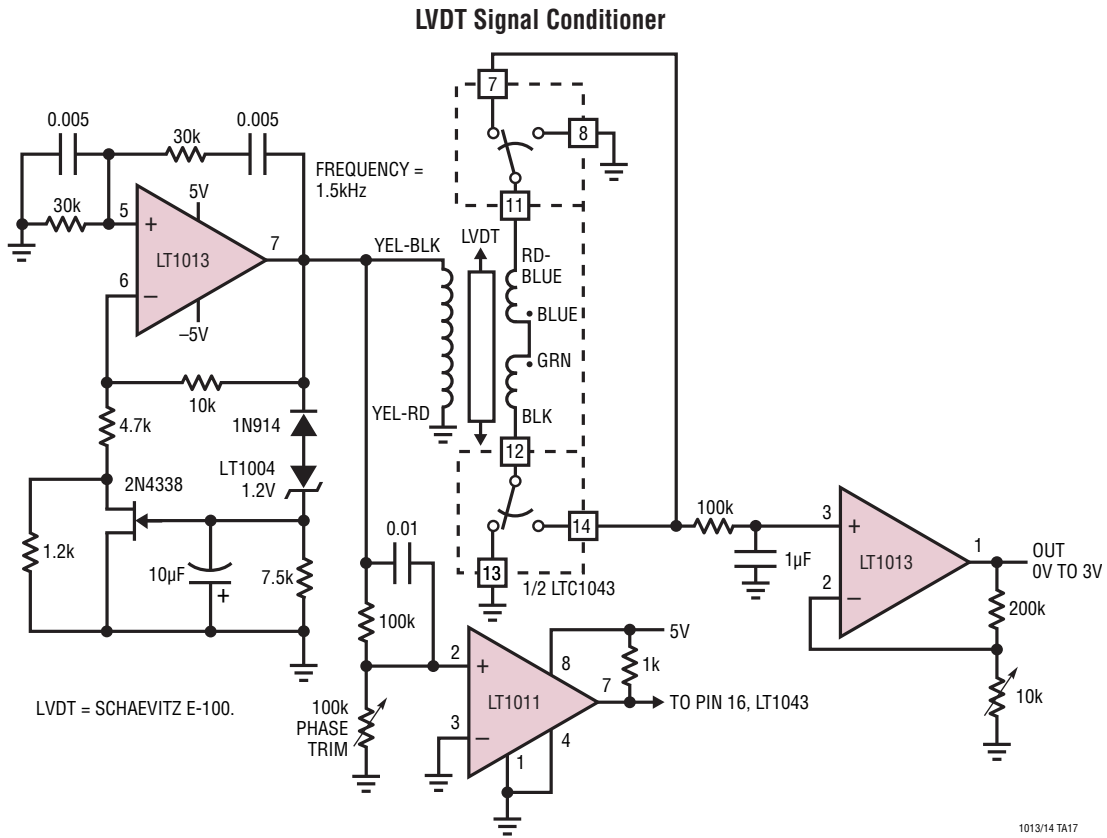 LVDT Signal Conditioner
0.005
30k
0.005
30k
5
+
5V
LT1013
7
6
–
–5V
FREQUENCY =
1.5kHz
10k
4.7k
1N914
LT1004
1.2V
2N4338
1.2k
10µF
+
7.5k
LVDT = SCHAEVITZ E-100.
YEL-BLK
YEL-RD
LVDT
7
8
11
RD-
BLUE
BLUE
GRN
BLK
12
14
13
1/2 LTC1043
0.01
100k
100k
PHASE
TRIM
2
+
3
–
LT1011
8
7
1
4
5V
1k
TO PIN 16, LT1043
100k
1µF
3
+
2
–
LT1013
1
OUT
0V TO 3V
200k
10k
1013/14 TA17